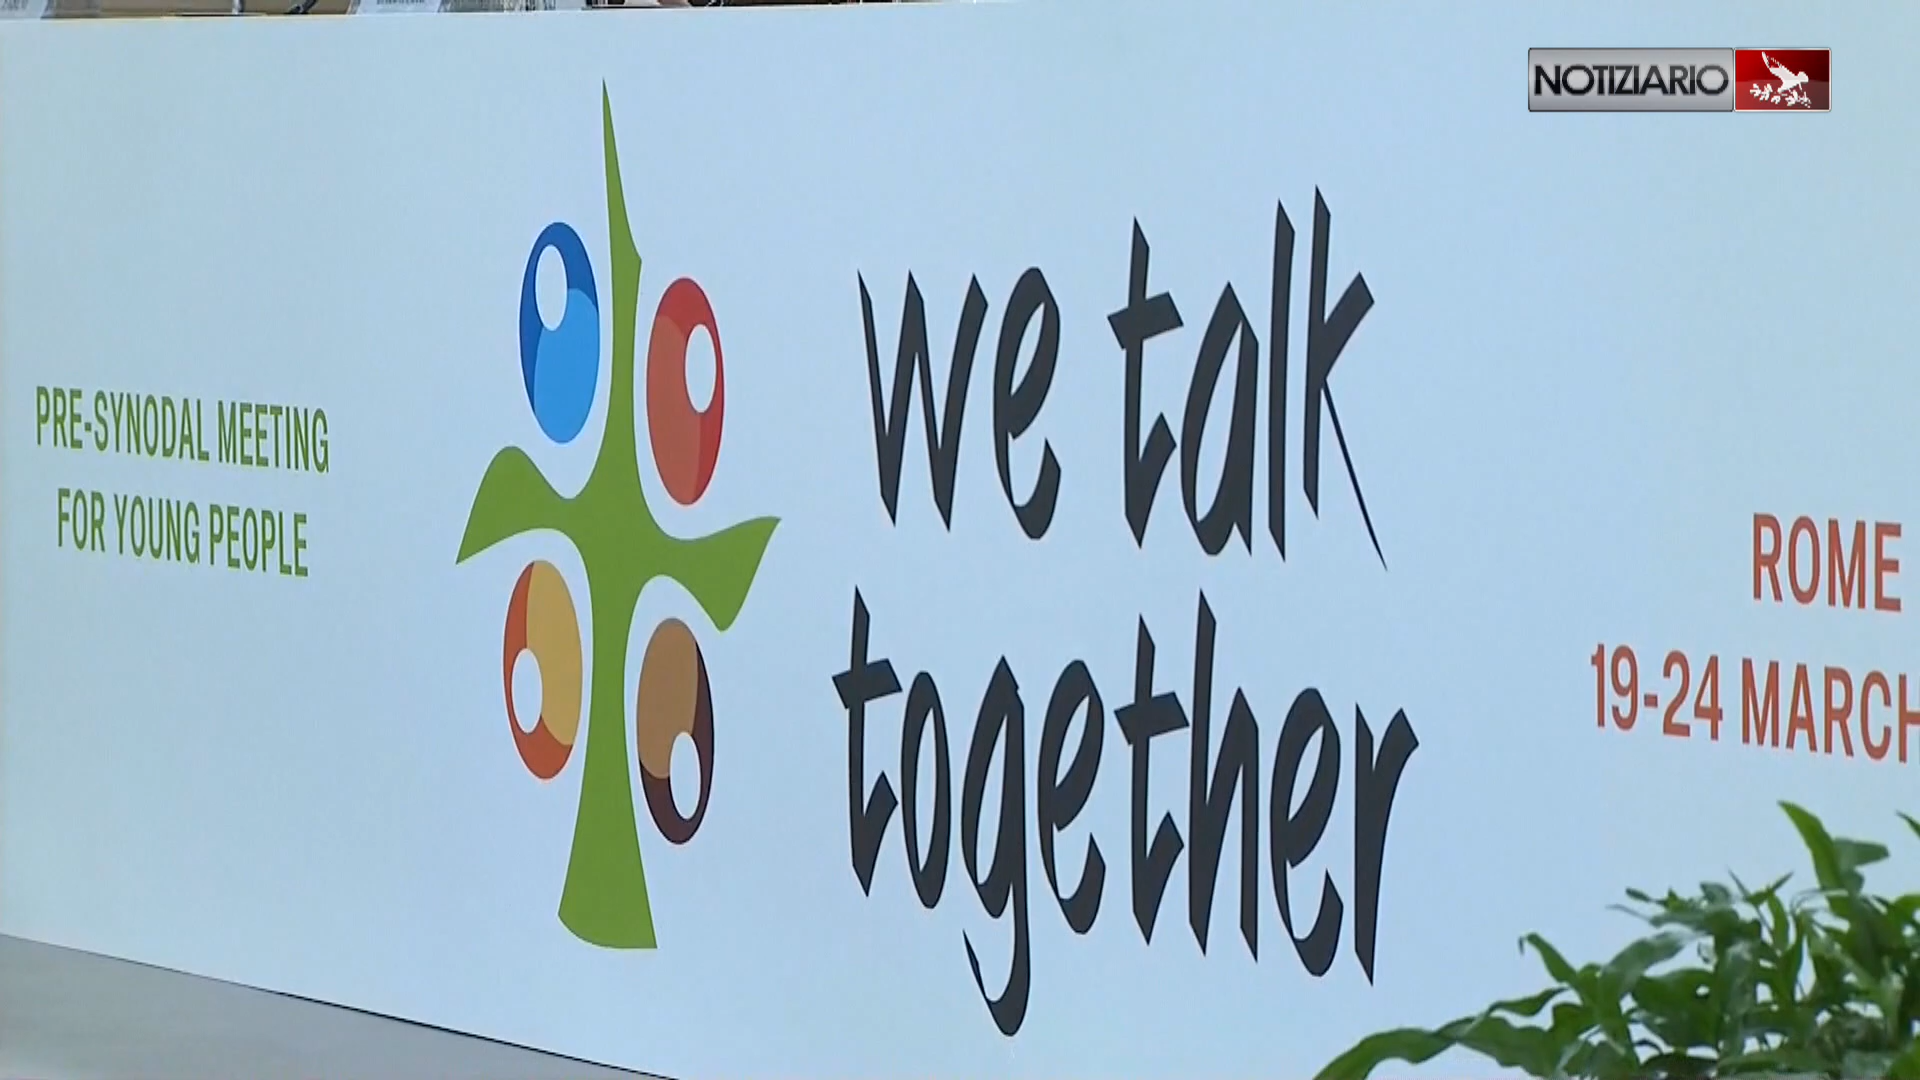 NOTIZIARIO
PRE-SYNODAL MEETING
FOR YOUNG PEOPLE
we talk
together
ROME
19-24 MARCH